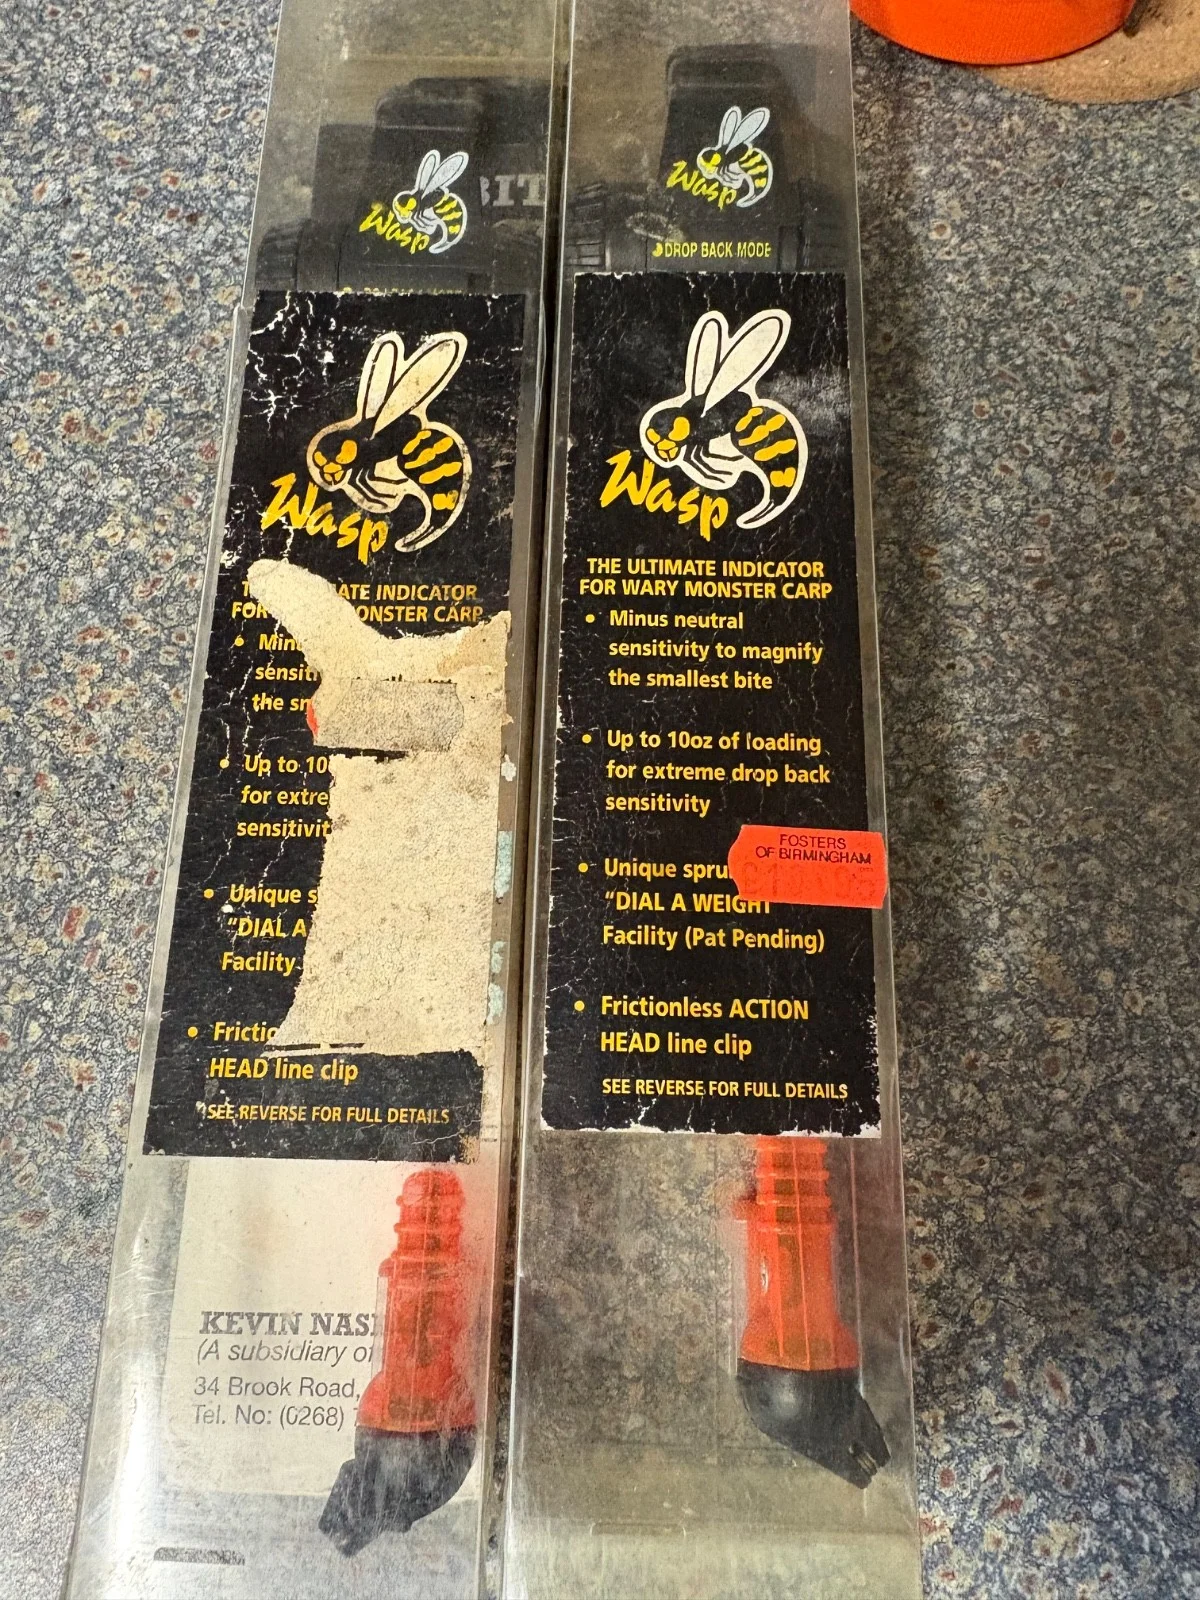 Wasp
BIT
Wasp
ATE INDICATOR
FOR MONSTER CARP
• Minu
sensiti
the sm
• Up to 10
for extre
sensitivit
• Unique s
"DIAL A
Facility
• Frictio
HEAD line clip
SEE REVERSE FOR FULL DETAILS
KEVIN NASH
(A subsidiary of
34 Brook Road,
Tel. No: (0268)
Wasp
DROP BACK MODE
Wasp
THE ULTIMATE INDICATOR
FOR WARY MONSTER CARP
• Minus neutral
sensitivity to magnify
the smallest bite
• Up to 10oz of loading
for extreme drop back
sensitivity
FOSTERS
OF BIRMINGHAM
• Unique spru
"DIAL A WEIGHT
Facility (Pat Pending)
• Frictionless ACTION
HEAD line clip
SEE REVERSE FOR FULL DETAILS